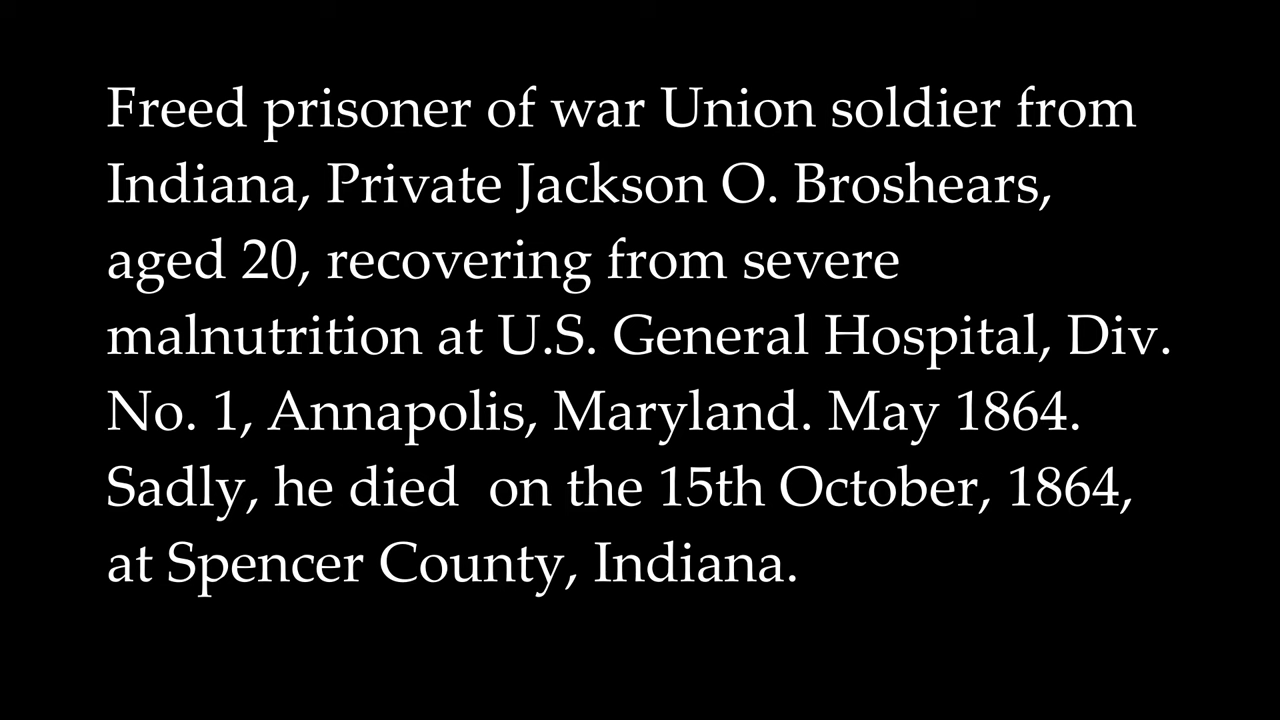 Freed prisoner of war Union soldier from
Indiana, Private Jackson O. Broshears,
aged 20, recovering from severe
malnutrition at U.S. General Hospital, Div.
No. 1, Annapolis, Maryland. May 1864.
Sadly, he died  on the 15th October, 1864,
at Spencer County, Indiana.